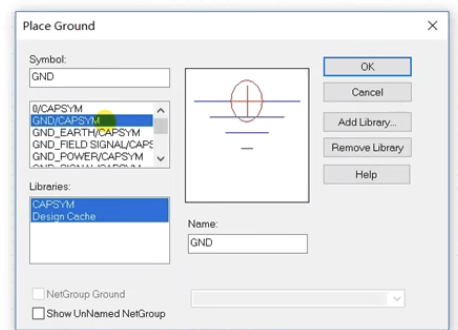 Place Ground
Symbol:
GND
0/CAPSYM
GND/CAPSYM
GND_EARTH/CAPSYM
GND_FIELD SIGNAL/CAPS
GND_POWER/CAPSYM
Libraries:
CAPSYM
Design Cache
OK
Cancel
Add Library...
Remove Library
Help
Name:
GND
NetGroup Ground
Show UnNamed NetGroup